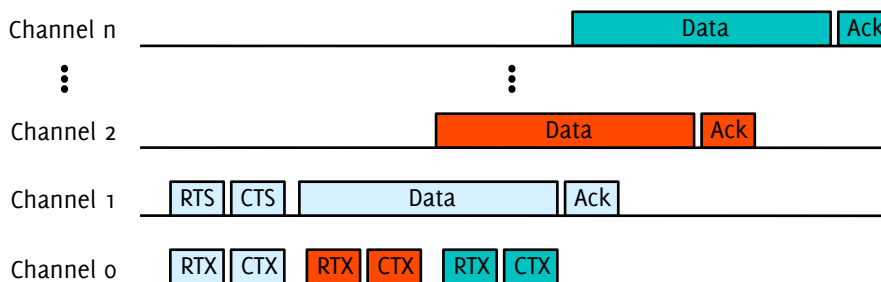 Channel n Data Ack
Channel 2 Data Ack
Channel 1 RTS CTS Data Ack
Channel 0 RTX CTX RTX CTX RTX CTX